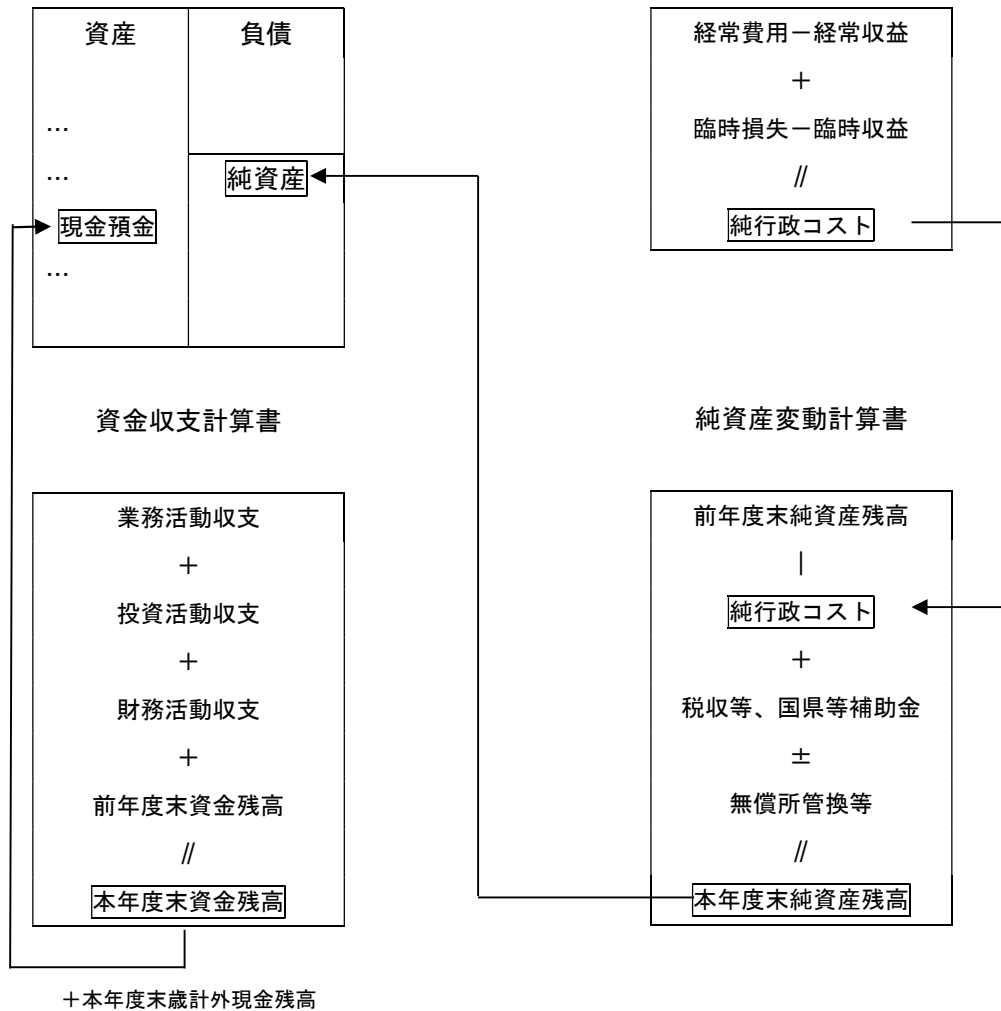 資産 負債
…
…
純資産
現金預金
…
経常費用－経常収益
＋
臨時損失－臨時収益
//
純行政コスト
資金収支計算書
業務活動収支
＋
投資活動収支
＋
財務活動収支
＋
前年度末資金残高
//
本年度末資金残高
＋本年度末歳計外現金残高
純資産変動計算書
前年度末純資産残高
｜
純行政コスト
＋
税収等、国県等補助金
±
無償所管換等
//
本年度末純資産残高